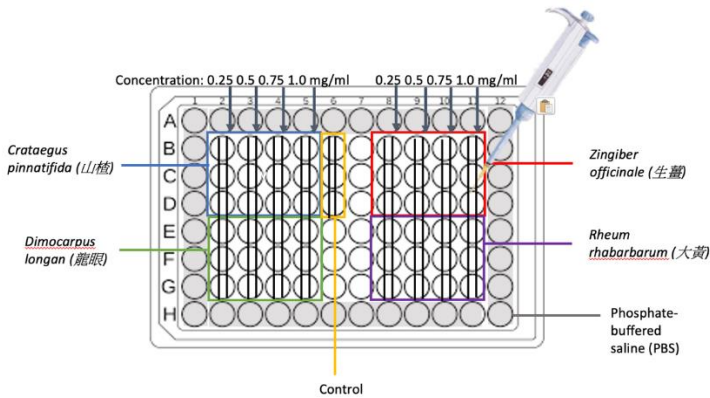 Concentration: 0.25 0.5 0.75 1.0 mg/ml 0.25 0.5 0.75 1.0 mg/ml
1 2 3 4 5 6 7 8 9 10 11 12
A
B
C
D
E
F
G
H
Crataegus
pinnatifida (山楂)
Dimocarpus
longan (龍眼)
Zingiber
officinale (生薑)
Rheum
rhabarbarum (大黃)
Phosphate-
buffered
saline (PBS)
Control